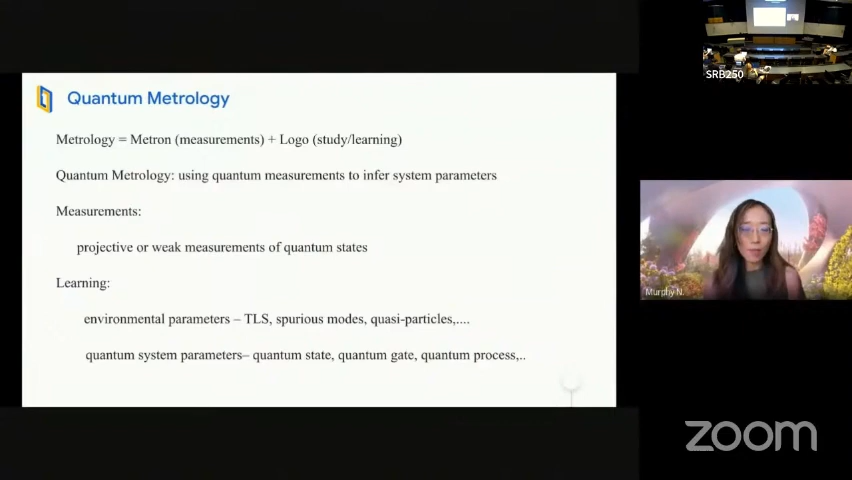 SRB250
Quantum Metrology
Metrology = Metron (measurements) + Logo (study/learning)
Quantum Metrology: using quantum measurements to infer system parameters
Measurements:
projective or weak measurements of quantum states
Learning:
environmental parameters – TLS, spurious modes, quasi-particles,....
quantum system parameters– quantum state, quantum gate, quantum process,..
Murphy N.
zoom